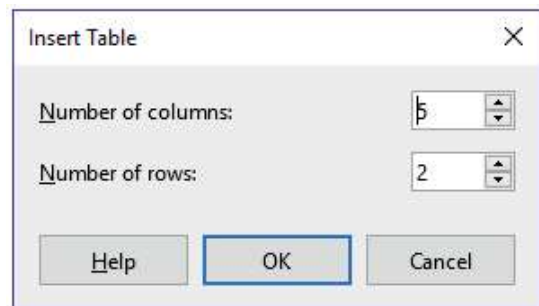 Insert Table
Number of columns: 5
Number of rows: 2
Help OK Cancel